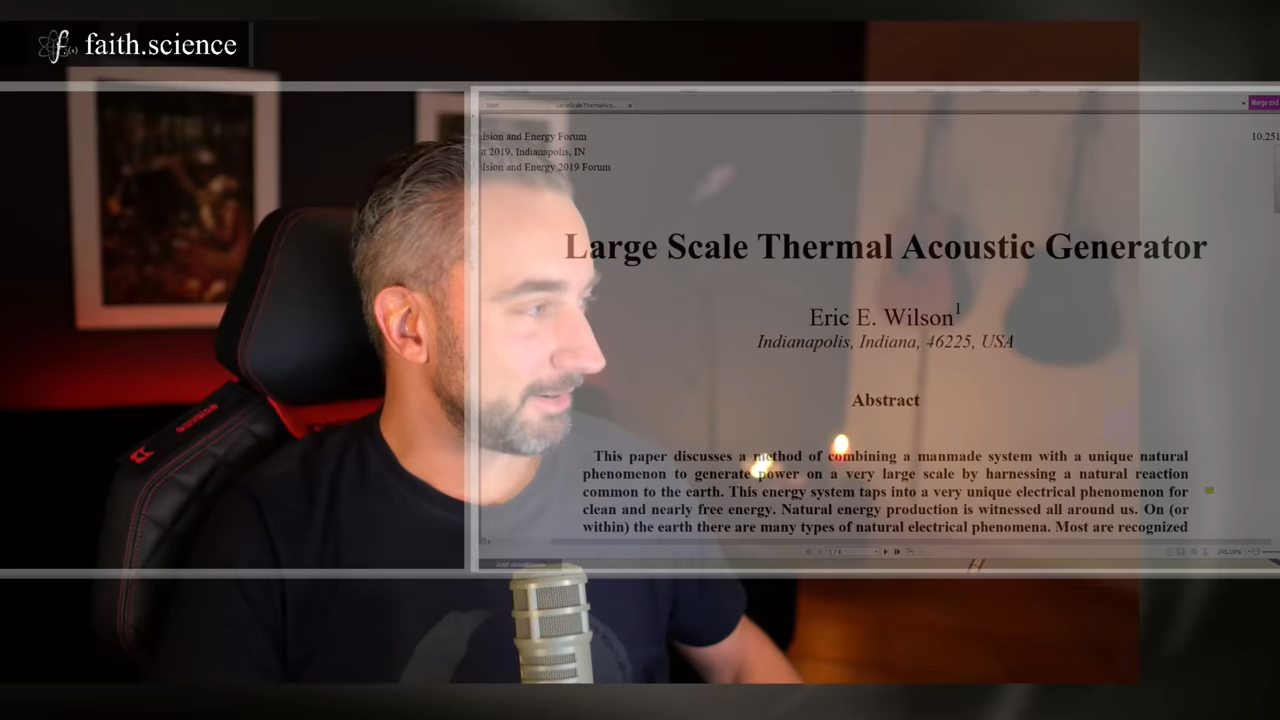 faith.science
lsion and Energy Forum
t 2019, Indianapolis, IN
lsion and Energy 2019 Forum
10.251
Merge and
Start
Large Scale Thermal Acoustic Generator
Eric E. Wilson1
Indianapolis, Indiana, 46225, USA
Abstract
This paper discusses a method of combining a manmade system with a unique natural
phenomenon to generate power on a very large scale by harnessing a natural reaction
common to the earth. This energy system taps into a very unique electrical phenomenon for
clean and nearly free energy. Natural energy production is witnessed all around us. On (or
within) the earth there are many types of natural electrical phenomena. Most are recognized